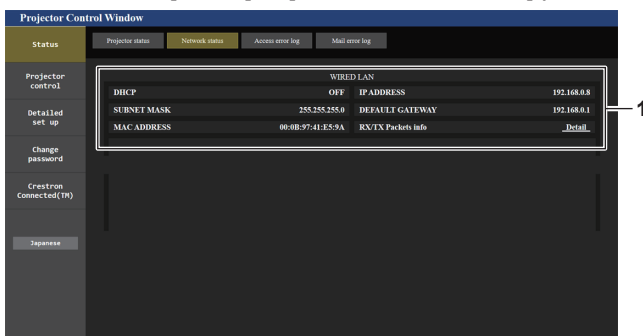 Projector Control Window
Status
Projector status
Network status
Access error log
Mail error log
Projector
control
Detailed
set up
Change
password
Crestron
Connected(TM)
Japanese
WIRED LAN
DHCP OFF IP ADDRESS 192.168.0.8
SUBNET MASK 255.255.255.0 DEFAULT GATEWAY 192.168.0.1
MAC ADDRESS 00:0B:97:41:E5:9A RX/TX Packets info Detail
1